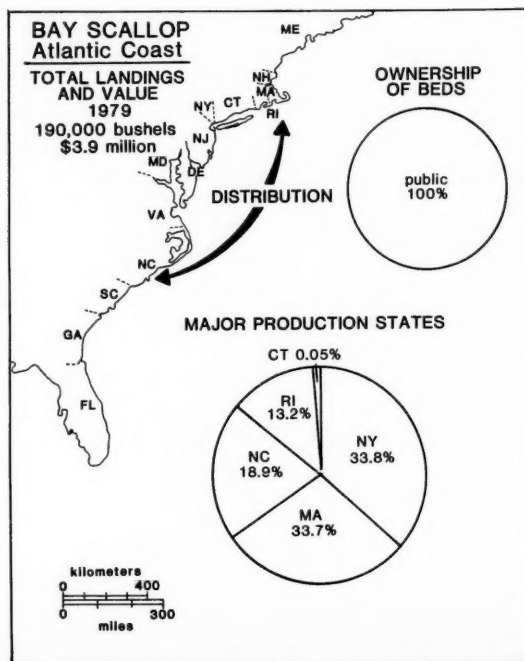 BAY SCALLOP
Atlantic Coast
TOTAL LANDINGS
AND VALUE
1979
190,000 bushels
$3.9 million
ME
NH
MA
CT
RI
NY
NJ
MD
DE
VA
NC
SC
GA
FL
DISTRIBUTION
OWNERSHIP
OF BEDS
public
100%
MAJOR PRODUCTION STATES
CT 0.05%
RI
13.2%
NY
33.8%
NC
18.9%
MA
33.7%
kilometers
0 400
0 300
miles